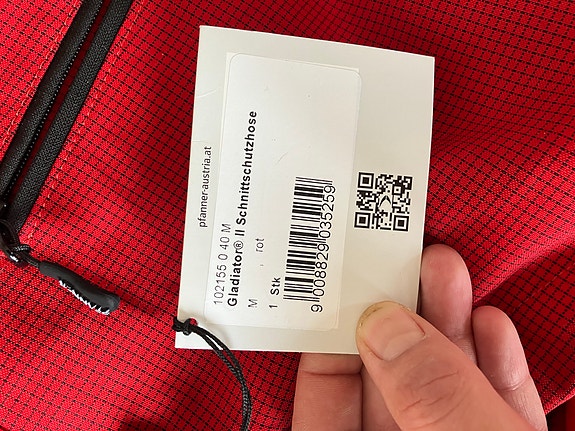 pfanner-austria.at
102155 0 40 M
Gladiator® II Schnittschutzhose
M , rot
1 Stk
9 008829 035259